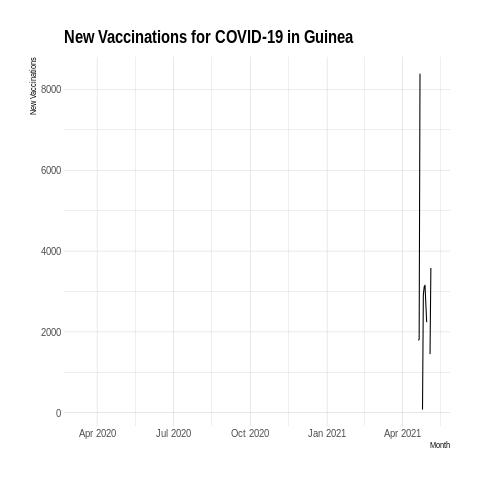 New Vaccinations for COVID-19 in Guinea
New Vaccinations
8000
6000
4000
2000
0
Apr 2020 Jul 2020 Oct 2020 Jan 2021 Apr 2021
Month